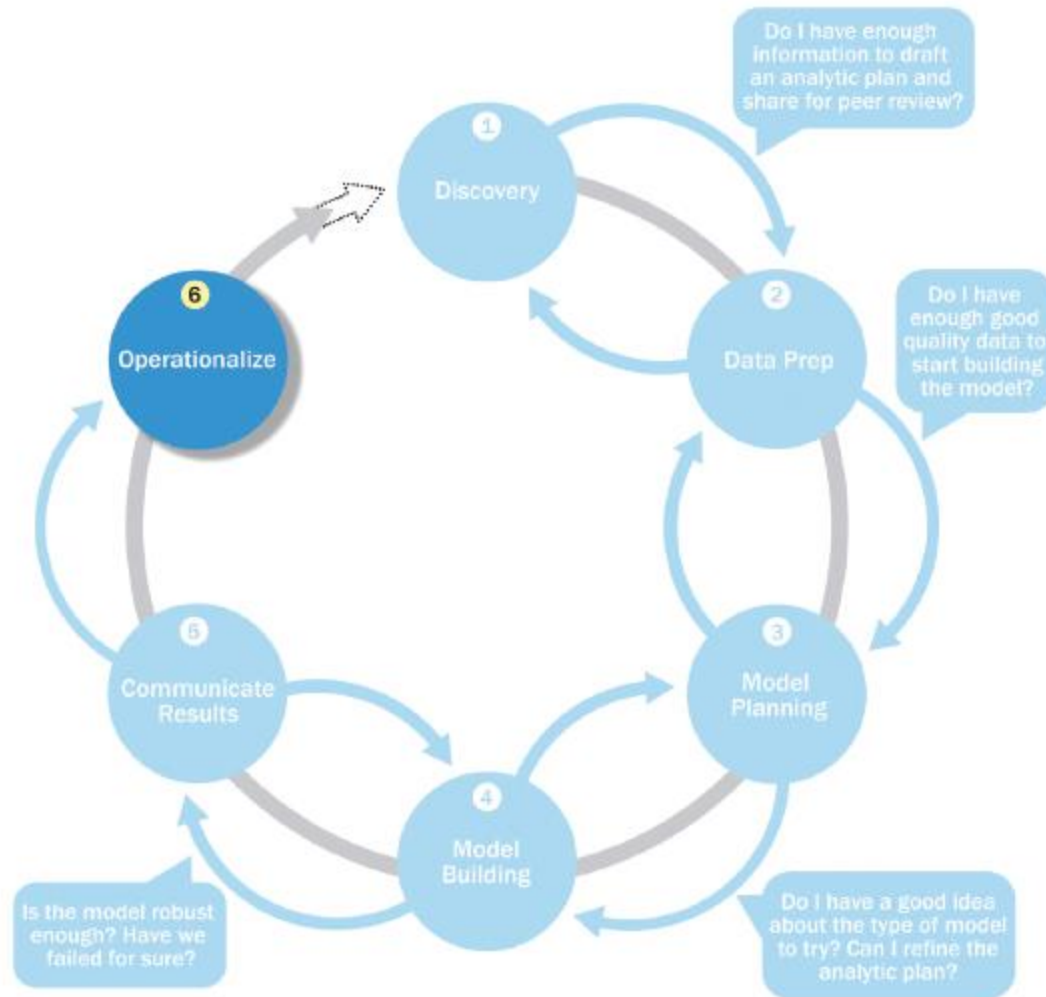 Do I have enough
information to draft
an analytic plan and
share for peer review?
1
Discovery
6
Operationalize
2
Data Prep
Do I have
enough good
quality data to
start building
the model?
5
Communicate
Results
3
Model
Planning
4
Model
Building
Is the model robust
enough? Have we
failed for sure?
Do I have a good idea
about the type of model
to try? Can I refine the
analytic plan?